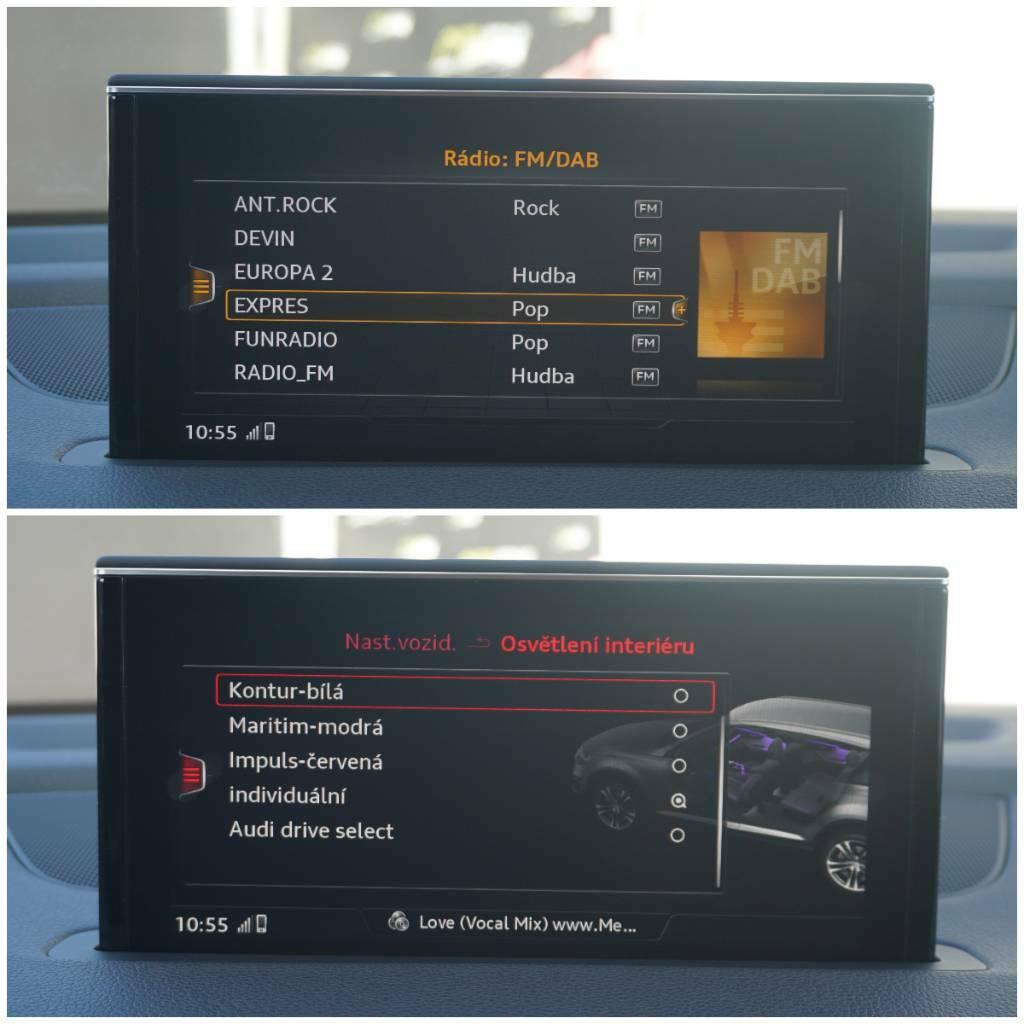 Rádio: FM/DAB
ANT.ROCK Rock FM
DEVIN FM
EUROPA 2 Hudba FM
EXPRES Pop FM
FUNRADIO Pop FM
RADIO_FM Hudba FM
FM
DAB
10:55
Nast.vozid. Osvětlení interiéru
Kontur-bílá
Maritim-modrá
Impuls-červená
individuální
Audi drive select
10:55 Love (Vocal Mix) www.Me...